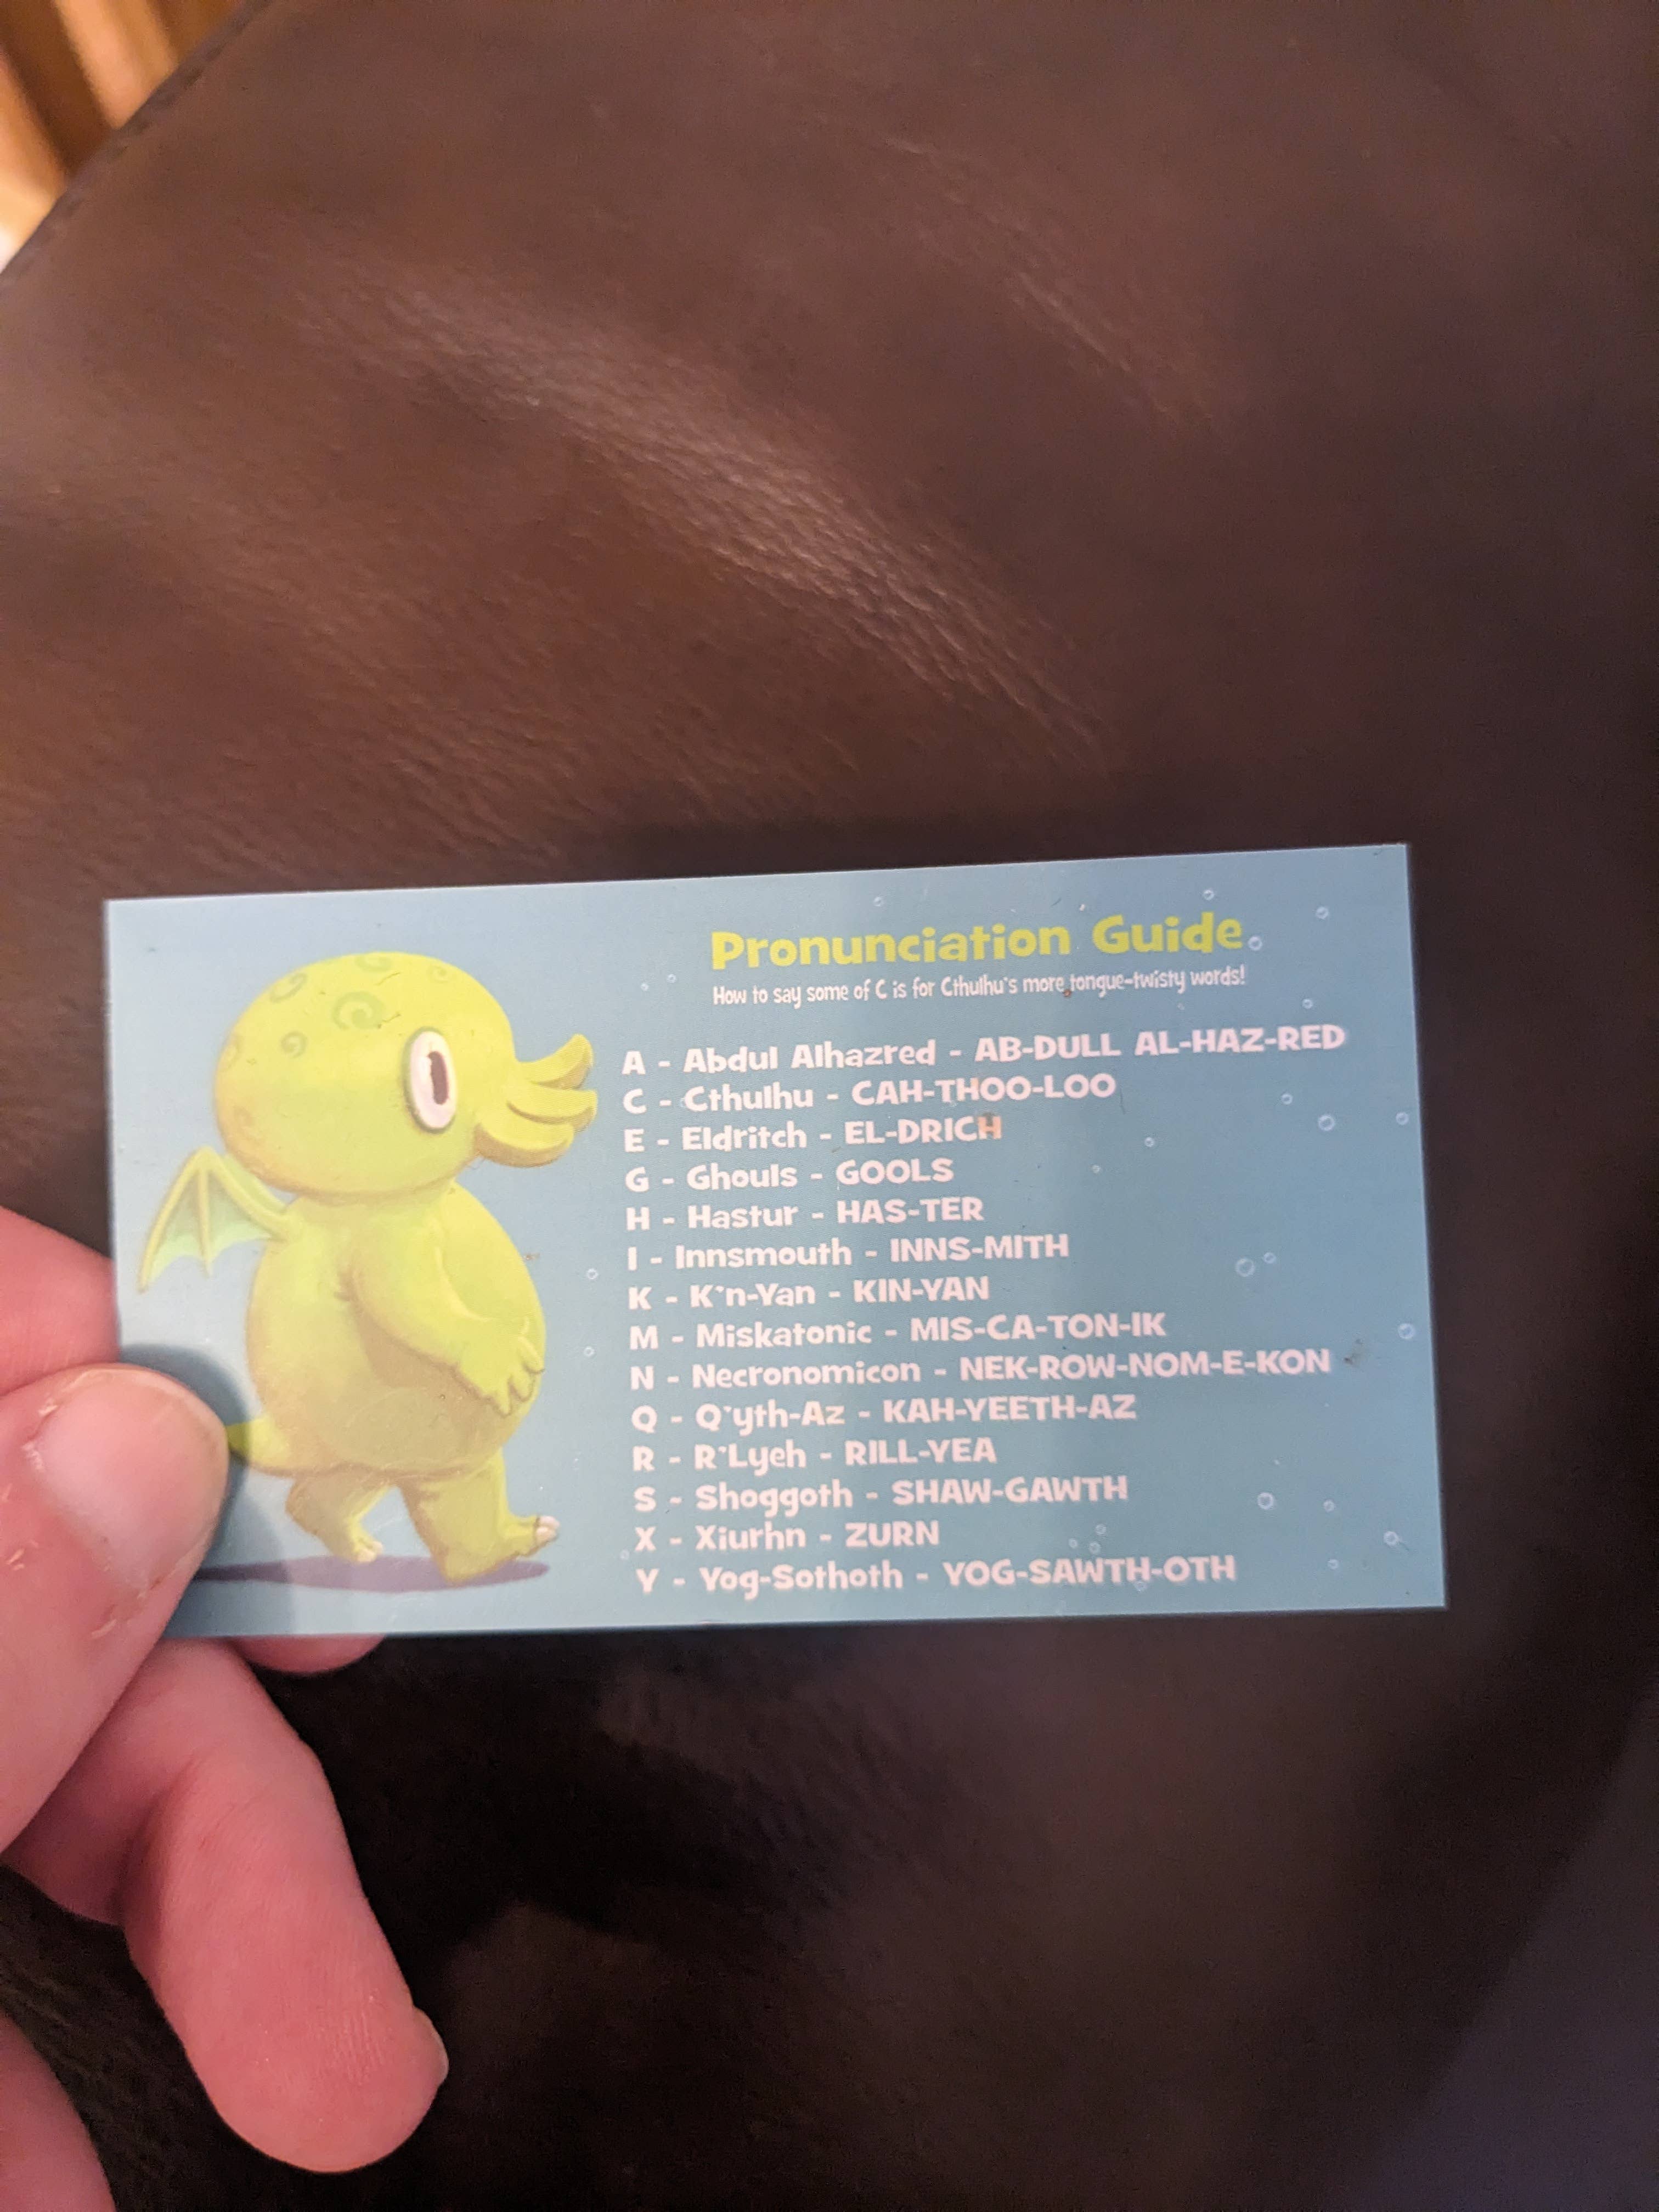 Pronunciation Guide
How to say some of C is for Cthulhu's more tongue-twisty words!
A - Abdul Alhazred - AB-DULL AL-HAZ-RED
C - Cthulhu - CAH-THOO-LOO
E - Eldritch - EL-DRICH
G - Ghouls - GOOLS
H - Hastur - HAS-TER
I - Innsmouth - INNS-MITH
K - K'n-Yan - KIN-YAN
M - Miskatonic - MIS-CA-TON-IK
N - Necronomicon - NEK-ROW-NOM-E-KON
Q - Q'yth-Az - KAH-YEETH-AZ
R - R'Lyeh - RILL-YEA
S - Shoggoth - SHAW-GAWTH
X - Xiurhn - ZURN
Y - Yog-Sothoth - YOG-SAWTH-OTH